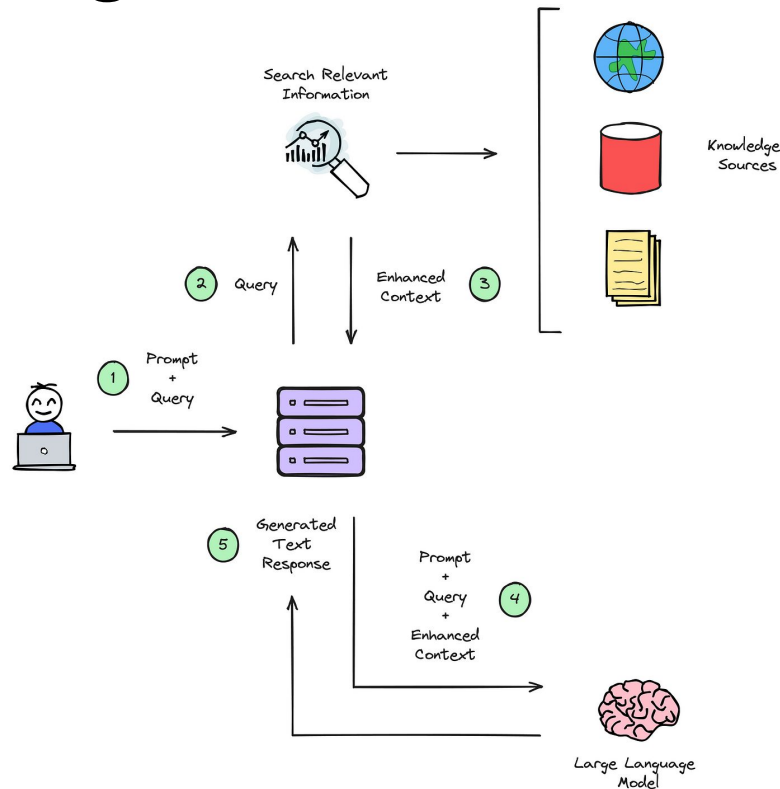 Search Relevant
Information
Knowledge
Sources
2
Query
Enhanced
Context
3
1
Prompt
+
Query
5
Generated
Text
Response
Prompt
+
Query
+
Enhanced
Context
4
Large Language
Model